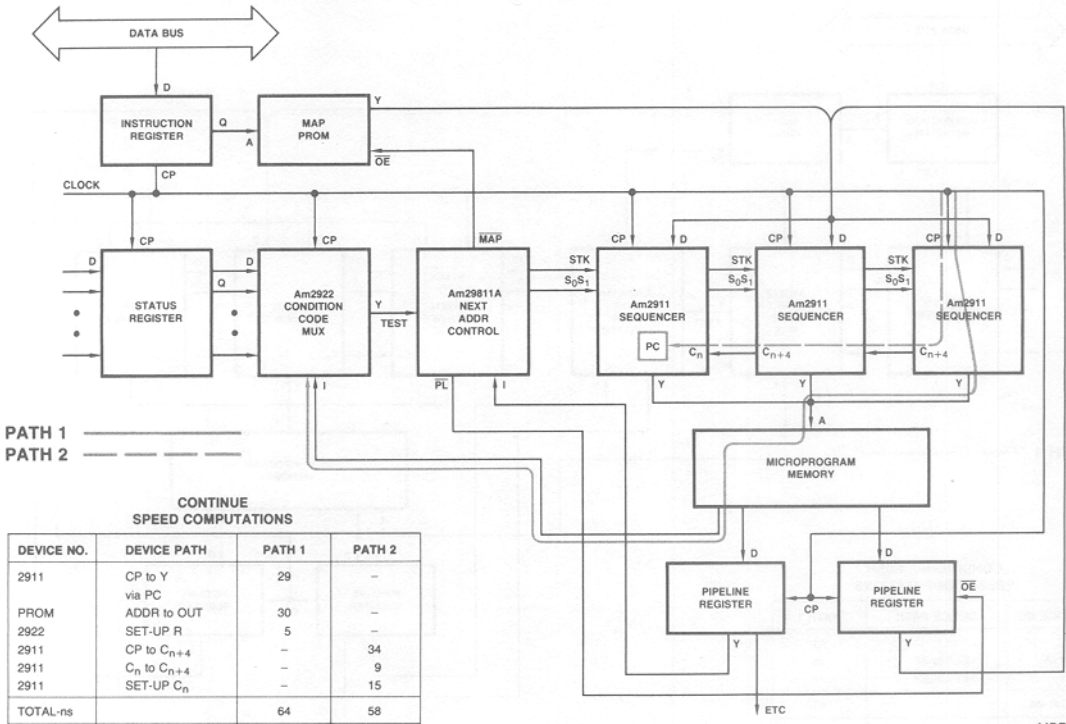 DATA BUS
D
INSTRUCTION
REGISTER
Q
A
MAP
PROM
Y
OE
CP
CLOCK
CP
CP
MAP
CP
D
CP
D
CP
D
D
STATUS
REGISTER
D
Q
Am2922
CONDITION
CODE
MUX
Y
TEST
Am29811A
NEXT
ADDR
CONTROL
STK
S0S1
Am2911
SEQUENCER
PC
Cn
STK
S0S1
Am2911
SEQUENCER
Cn+4
STK
S0S1
Am2911
SEQUENCER
Cn+4
I
PL
I
Y
Y
Y
A
MICROPROGRAM
MEMORY
PATH 1
PATH 2
D
D
PIPELINE
REGISTER
CP
PIPELINE
REGISTER
OE
Y
Y
ETC
CONTINUE
SPEED COMPUTATIONS
DEVICE NO. DEVICE PATH PATH 1 PATH 2
2911 CP to Y 29 –
via PC
PROM ADDR to OUT 30 –
2922 SET-UP R 5 –
2911 CP to Cn+4 – 34
2911 Cn to Cn+4 – 9
2911 SET-UP Cn – 15
TOTAL-ns 64 58